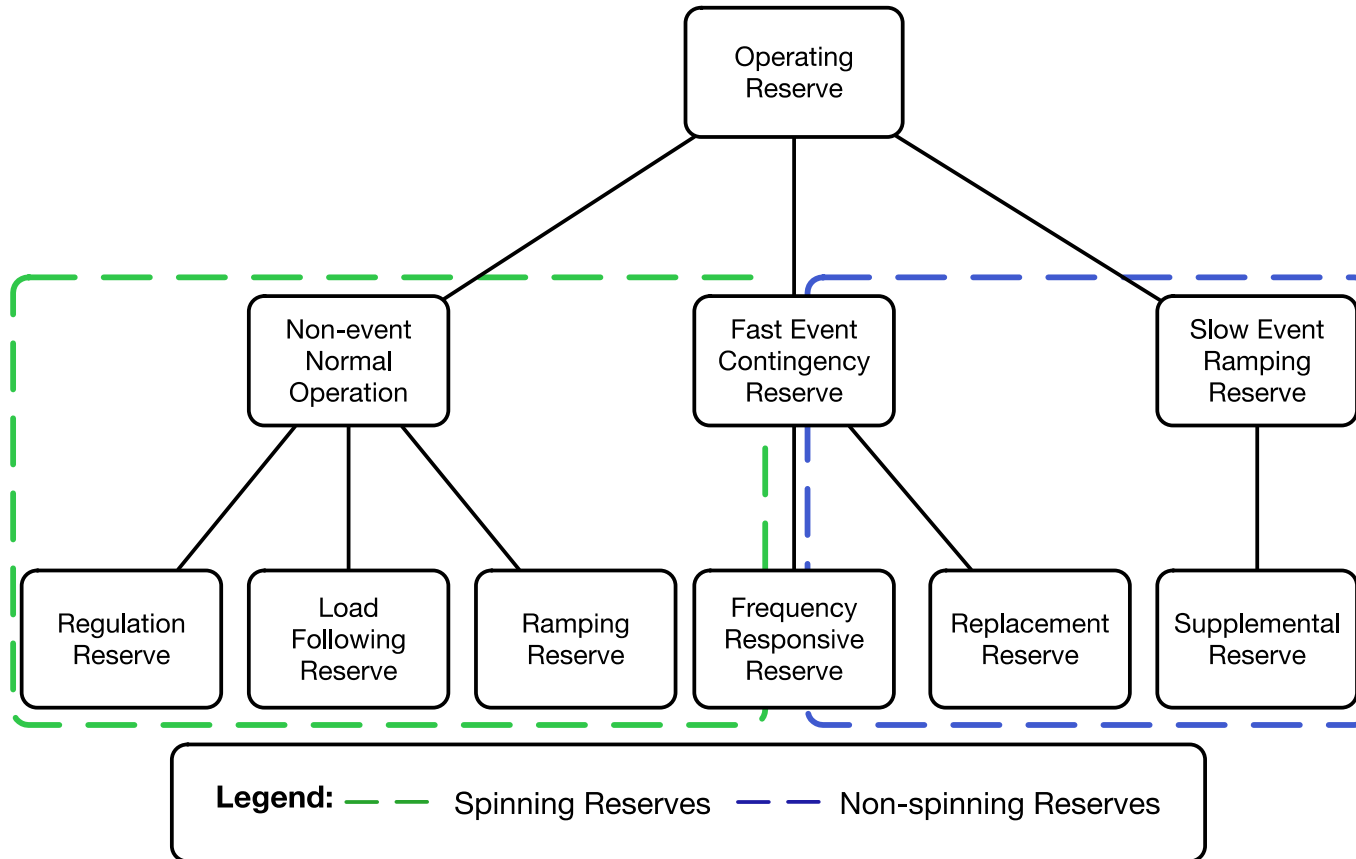 Operating
Reserve
Non-event
Normal
Operation
Fast Event
Contingency
Reserve
Slow Event
Ramping
Reserve
Regulation
Reserve
Load
Following
Reserve
Ramping
Reserve
Frequency
Responsive
Reserve
Replacement
Reserve
Supplemental
Reserve
Legend: Spinning Reserves Non-spinning Reserves